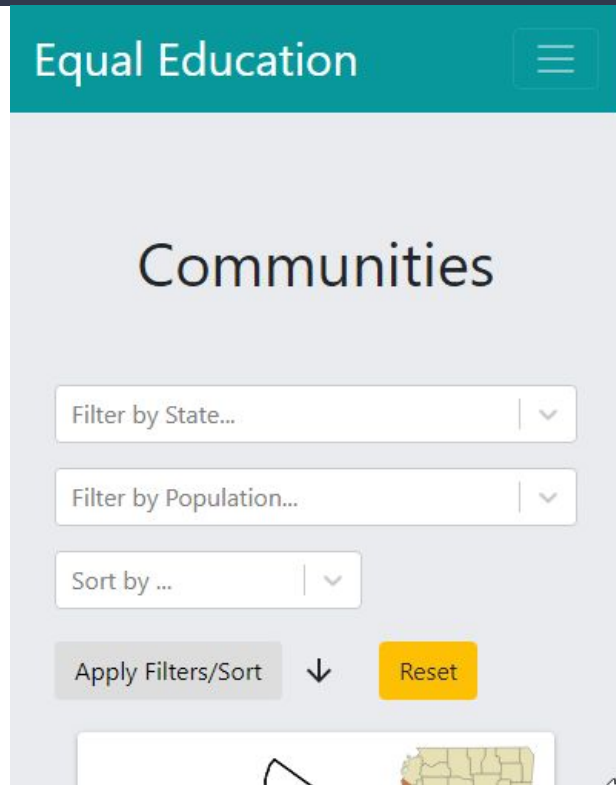 Equal Education
Communities
Filter by State...
Filter by Population...
Sort by ...
Apply Filters/Sort
Reset